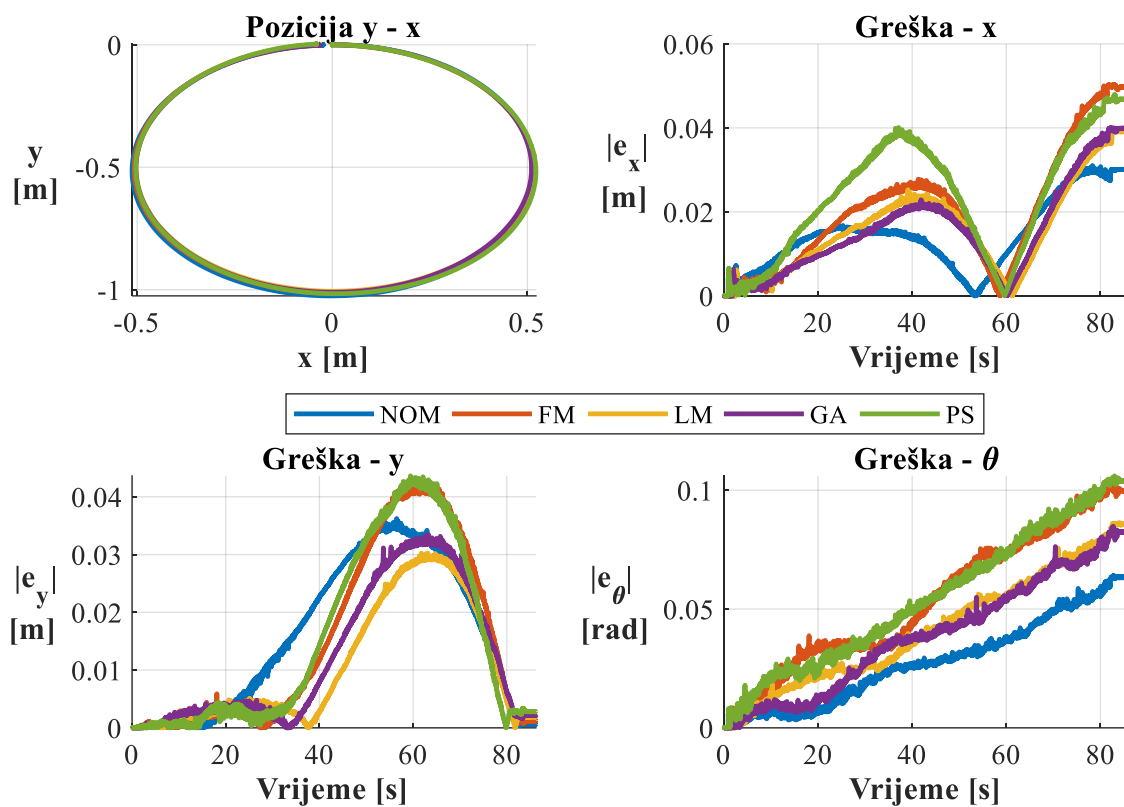 Pozicija y - x
0
-0.5
-1
y
[m]
-0.5 0 0.5
x [m]
Greška - x
0.06
0.04
0.02
0
|e_x|
[m]
0 20 40 60 80
Vrijeme [s]
NOM FM LM GA PS
Greška - y
0.04
0.03
0.02
0.01
0
|e_y|
[m]
0 20 40 60 80
Vrijeme [s]
Greška - θ
0.1
0.05
0
|e_θ|
[rad]
0 20 40 60 80
Vrijeme [s]